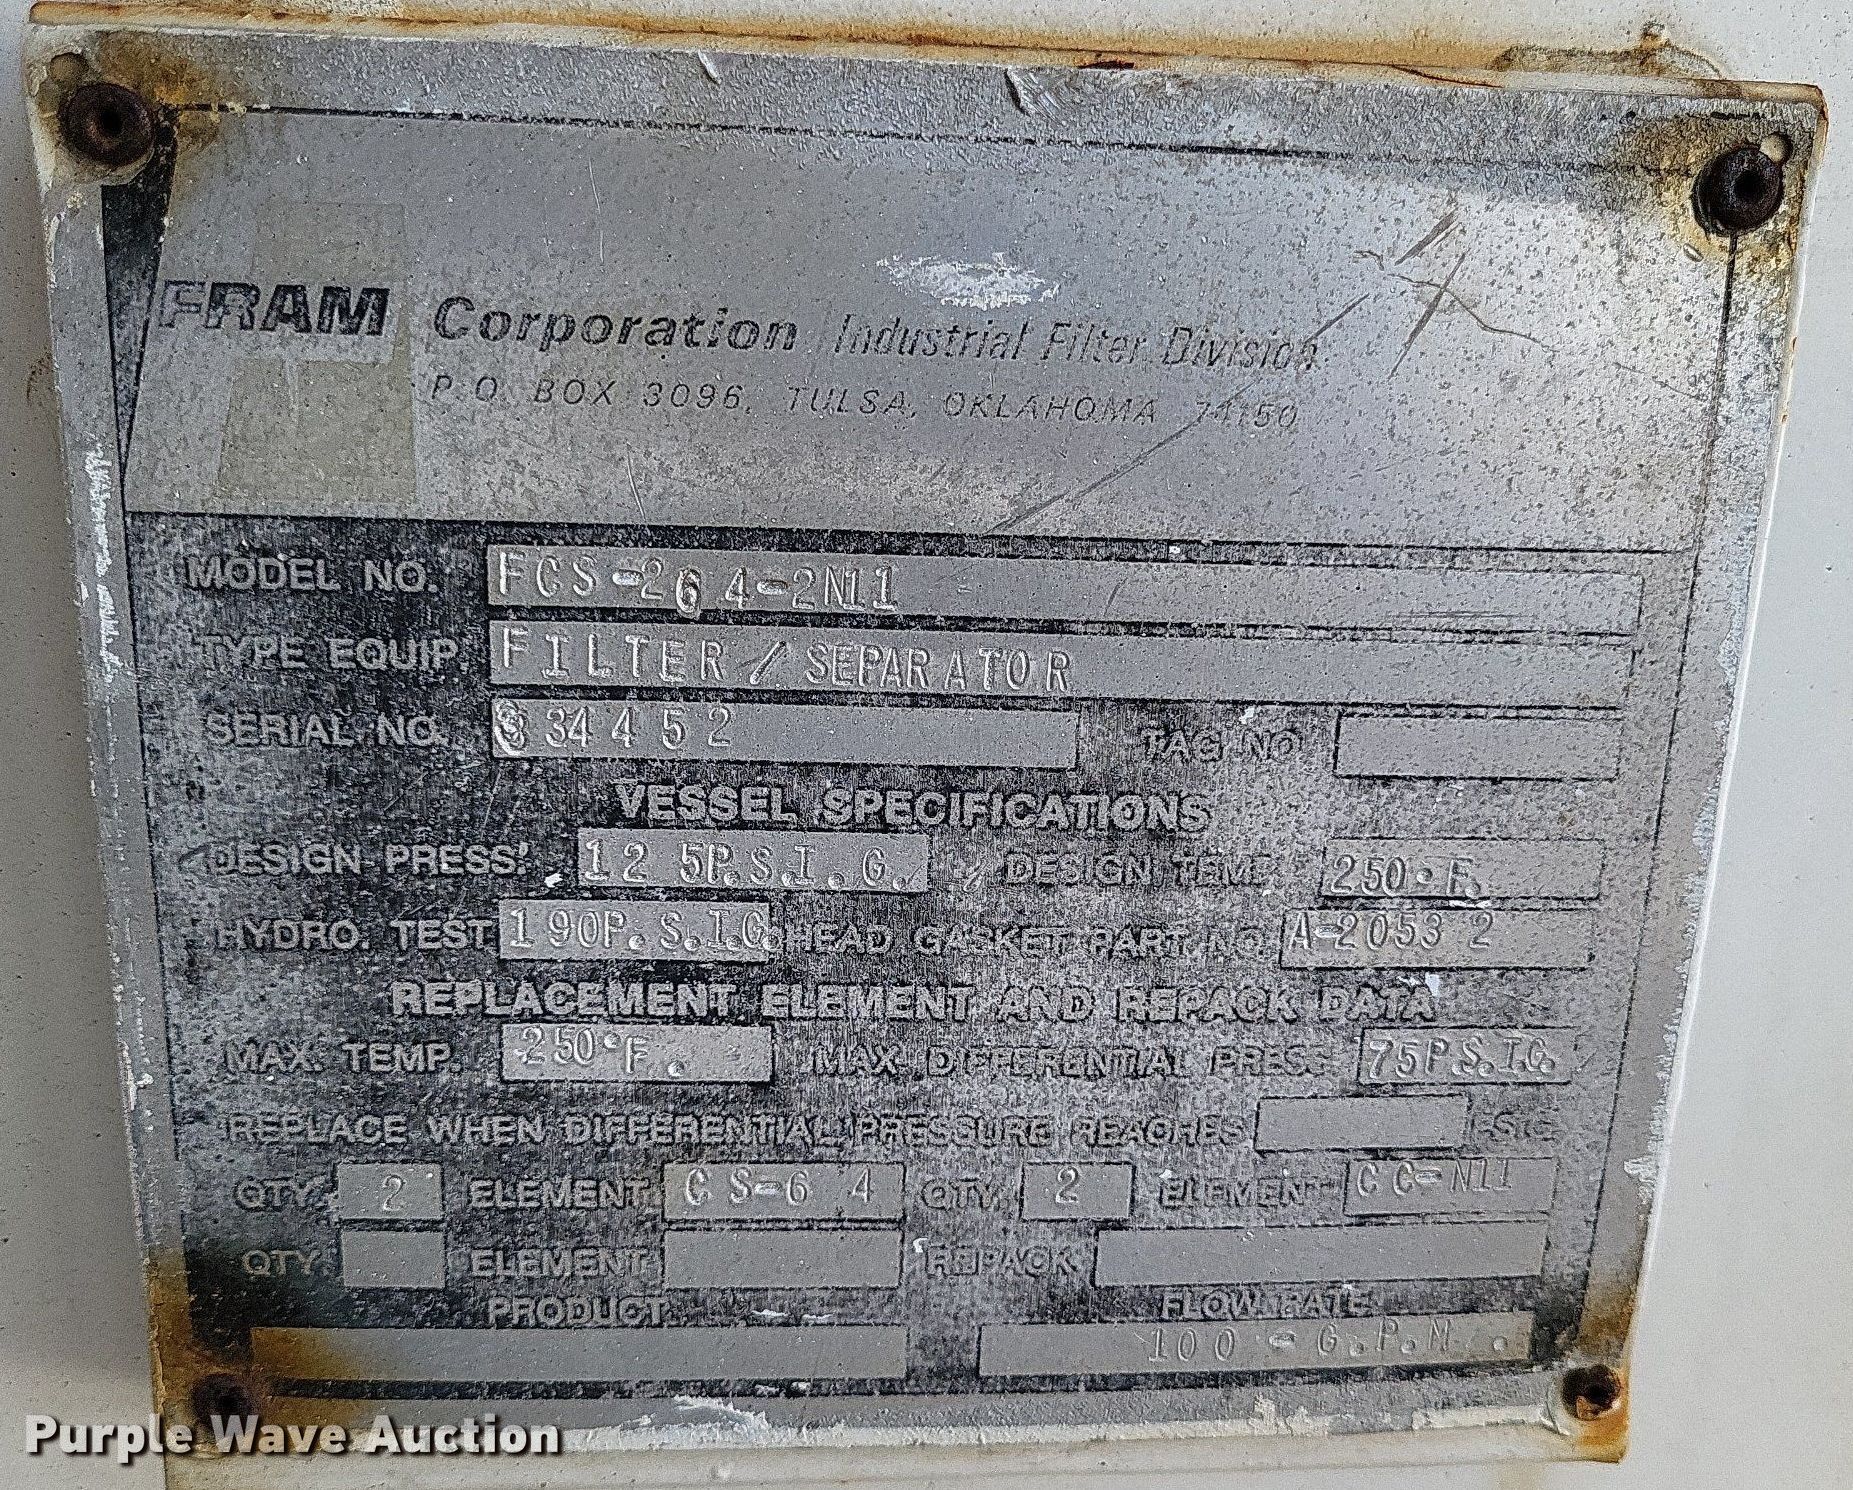 FRAM Corporation Industrial Filter Division
P.O. BOX 3096, TULSA, OKLAHOMA 74150
MODEL NO. FCS-264-2N11
TYPE EQUIP. FILTER / SEPARATOR
SERIAL NO. 334452 TAG NO.
VESSEL SPECIFICATIONS
DESIGN PRESS. 125P.S.I.G. DESIGN TEMP. 250°F.
HYDRO. TEST 190P.S.I.G. HEAD GASKET PART. NO. A-20532
REPLACEMENT ELEMENT AND REPACK DATA
MAX. TEMP. 250°F. MAX. DIFFERENTIAL PRESS. 75P.S.I.G.
REPLACE WHEN DIFFERENTIAL PRESSURE REACHES PSIG
QTY. 2 ELEMENT CS-64 QTY. 2 ELEMENT CC-N11
QTY. ELEMENT REPACK
PRODUCT FLOW RATE
100-G.P.M.
Purple Wave Auction